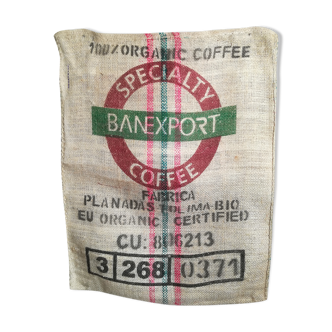 100% ORGANIC COFFEE
SPECIALTY
BANEXPORT
COFFEE
FABRICA
PLANADAS-TOLIMA-BIO
EU ORGANIC CERTIFIED
CU: 806213
3 268 0371